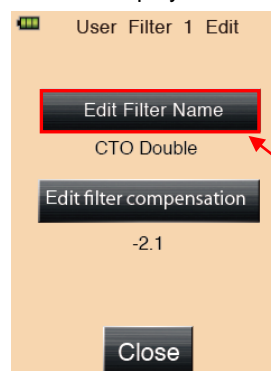 User Filter 1 Edit
Edit Filter Name
CTO Double
Edit filter compensation
-2.1
Close